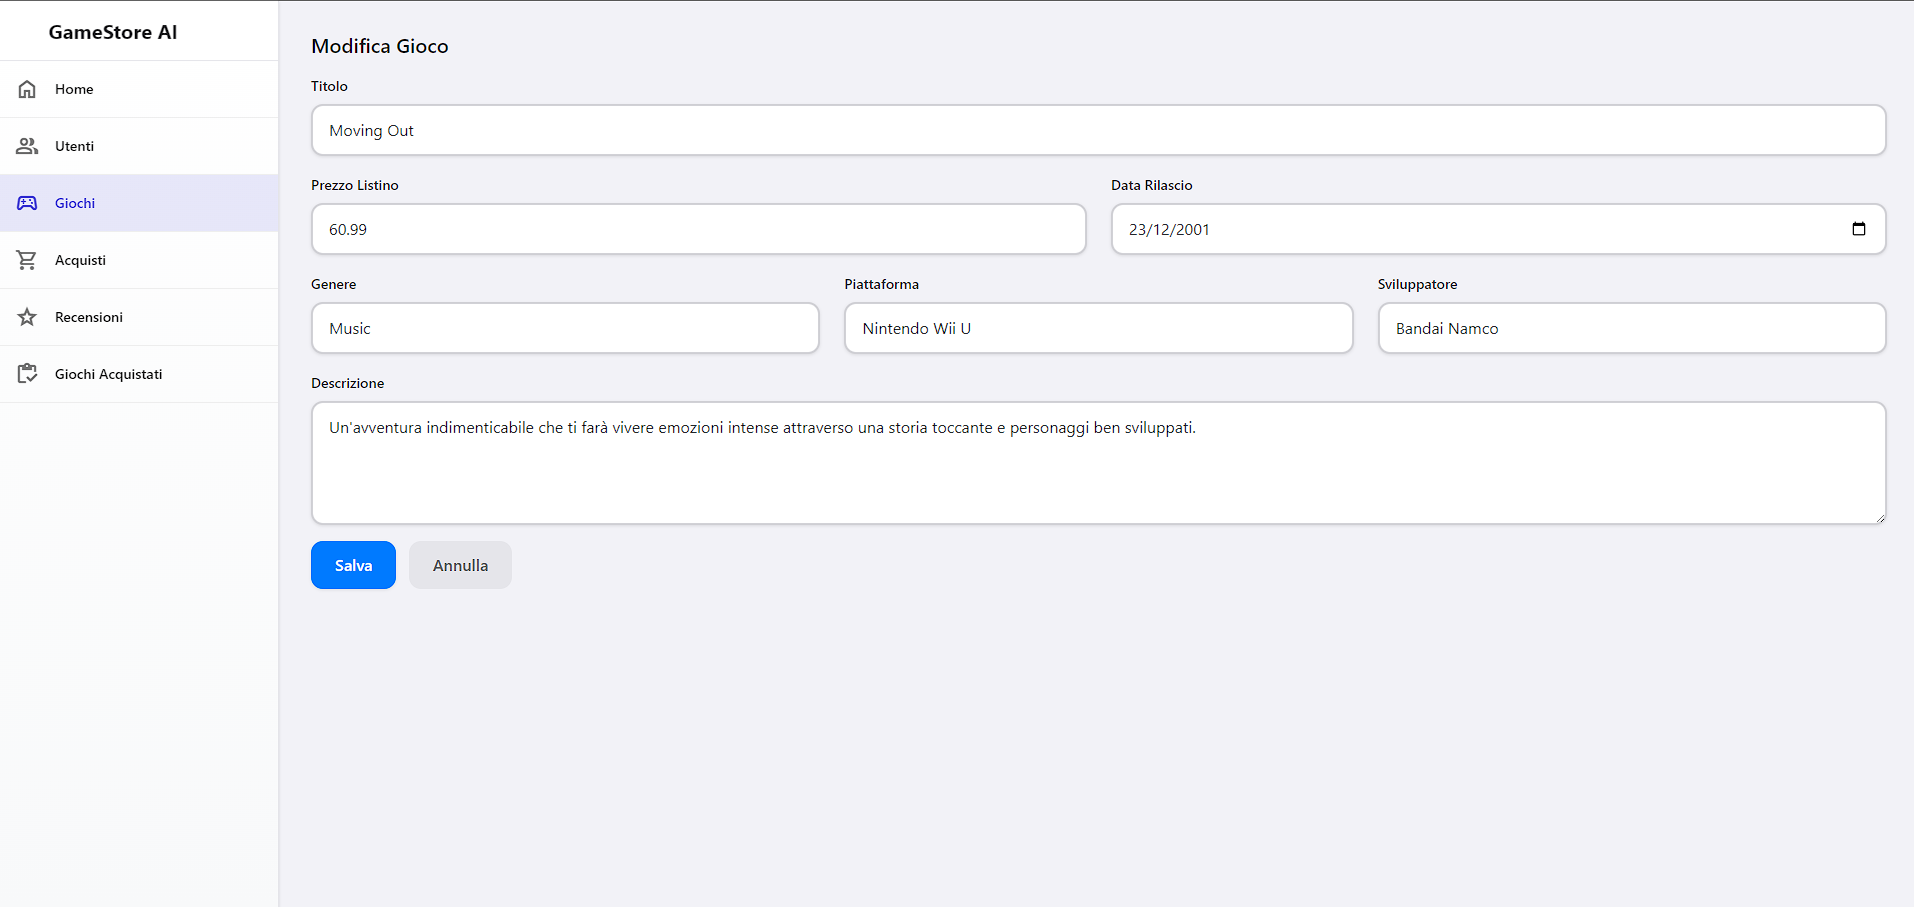 GameStore AI
Home
Utenti
Giochi
Acquisti
Recensioni
Giochi Acquistati
Modifica Gioco
Titolo
Moving Out
Prezzo Listino
Data Rilascio
60.99
23/12/2001
Genere
Piattaforma
Sviluppatore
Music
Nintendo Wii U
Bandai Namco
Descrizione
Un'avventura indimenticabile che ti farà vivere emozioni intense attraverso una storia toccante e personaggi ben sviluppati.
Salva
Annulla